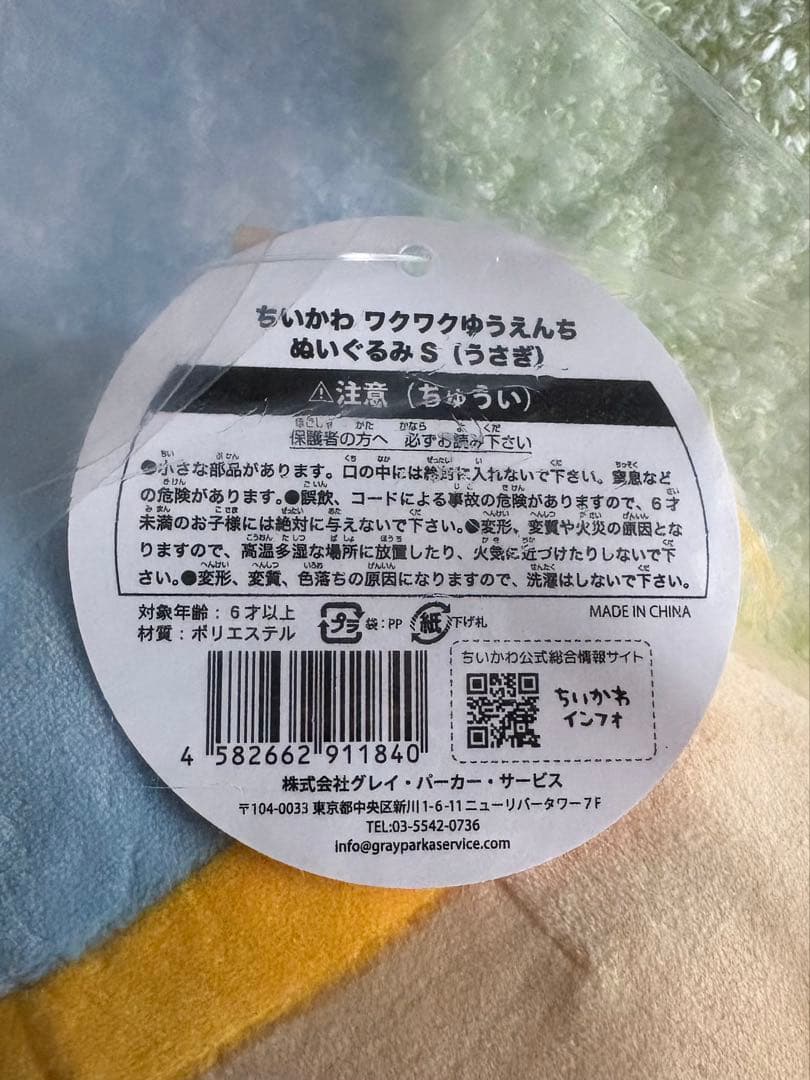 ちいかわ ワクワクゆうえんち
ぬいぐるみ S（うさぎ）
⚠注意（ちゅうい）
保護者の方へ 必ずお読み下さい
●小さな部品があります。口の中には絶対に入れないで下さい。窒息など
の危険があります。●誤飲、コードによる事故の危険がありますので、6才
未満のお子様には絶対に与えないで下さい。●変形、変質や火災の原因とな
りますので、高温多湿な場所に放置したり、火気に近づけたりしないで下
さい。●変形、変質、色落ちの原因になりますので、洗濯はしないで下さい。
対象年齢：6才以上
材質：ポリエステル
プラ 袋：PP 紙 下げ札
MADE IN CHINA
ちいかわ公式総合情報サイト
ちいかわ
インフォ
4 582662 911840
株式会社グレイ・パーカー・サービス
〒104-0033 東京都中央区新川1-6-11 ニューリバータワー7F
TEL:03-5542-0736
info@grayparkaservice.com